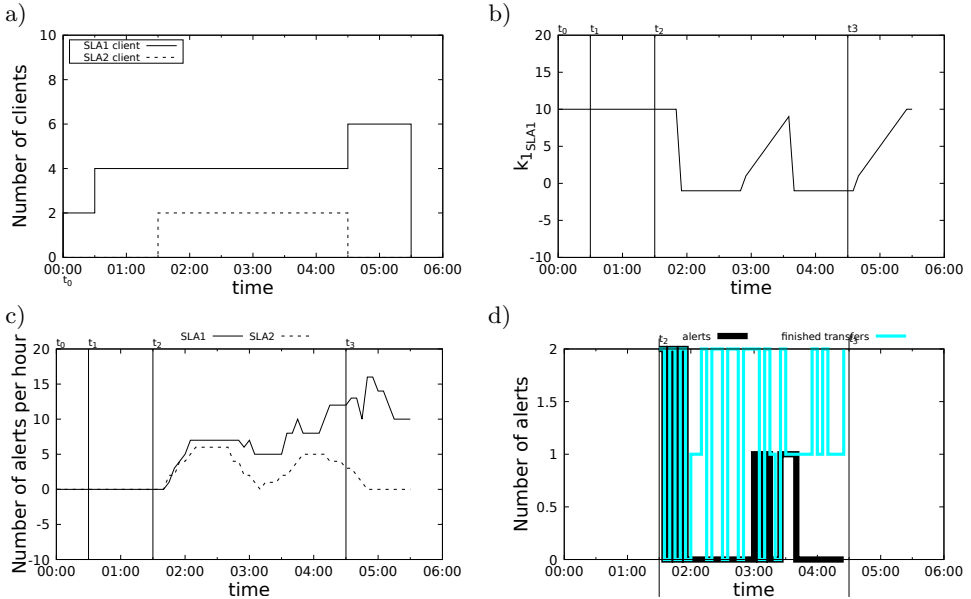 a)
Number of clients
10
8
6
4
2
0
SLA1 client
SLA2 client
00:00 01:00 02:00 03:00 04:00 05:00 06:00
t0
time
b)
k1SLA1
t0 t1 t2 t3
20
15
10
5
0
-5
-10
00:00 01:00 02:00 03:00 04:00 05:00 06:00
time
c)
Number of alerts per hour
SLA1 SLA2
t0 t1 t2 t3
20
15
10
5
0
-5
-10
00:00 01:00 02:00 03:00 04:00 05:00 06:00
time
d)
Number of alerts
t2 alerts finished transfers t3
2
1.5
1
0.5
0
00:00 01:00 02:00 03:00 04:00 05:00 06:00
time